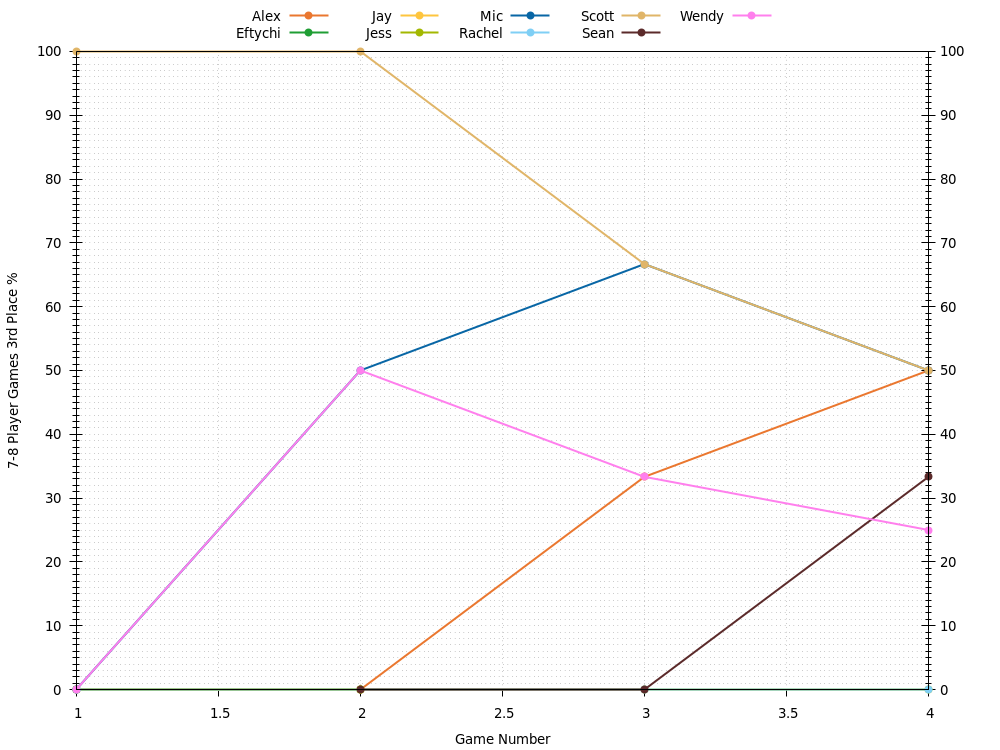 Alex Jay Mic Scott Wendy
Eftychi Jess Rachel Sean
100 100
90 90
80 80
70 70
60 60
50 50
40 40
30 30
20 20
10 10
0 0
7-8 Player Games 3rd Place %
1 1.5 2 2.5 3 3.5 4
Game Number